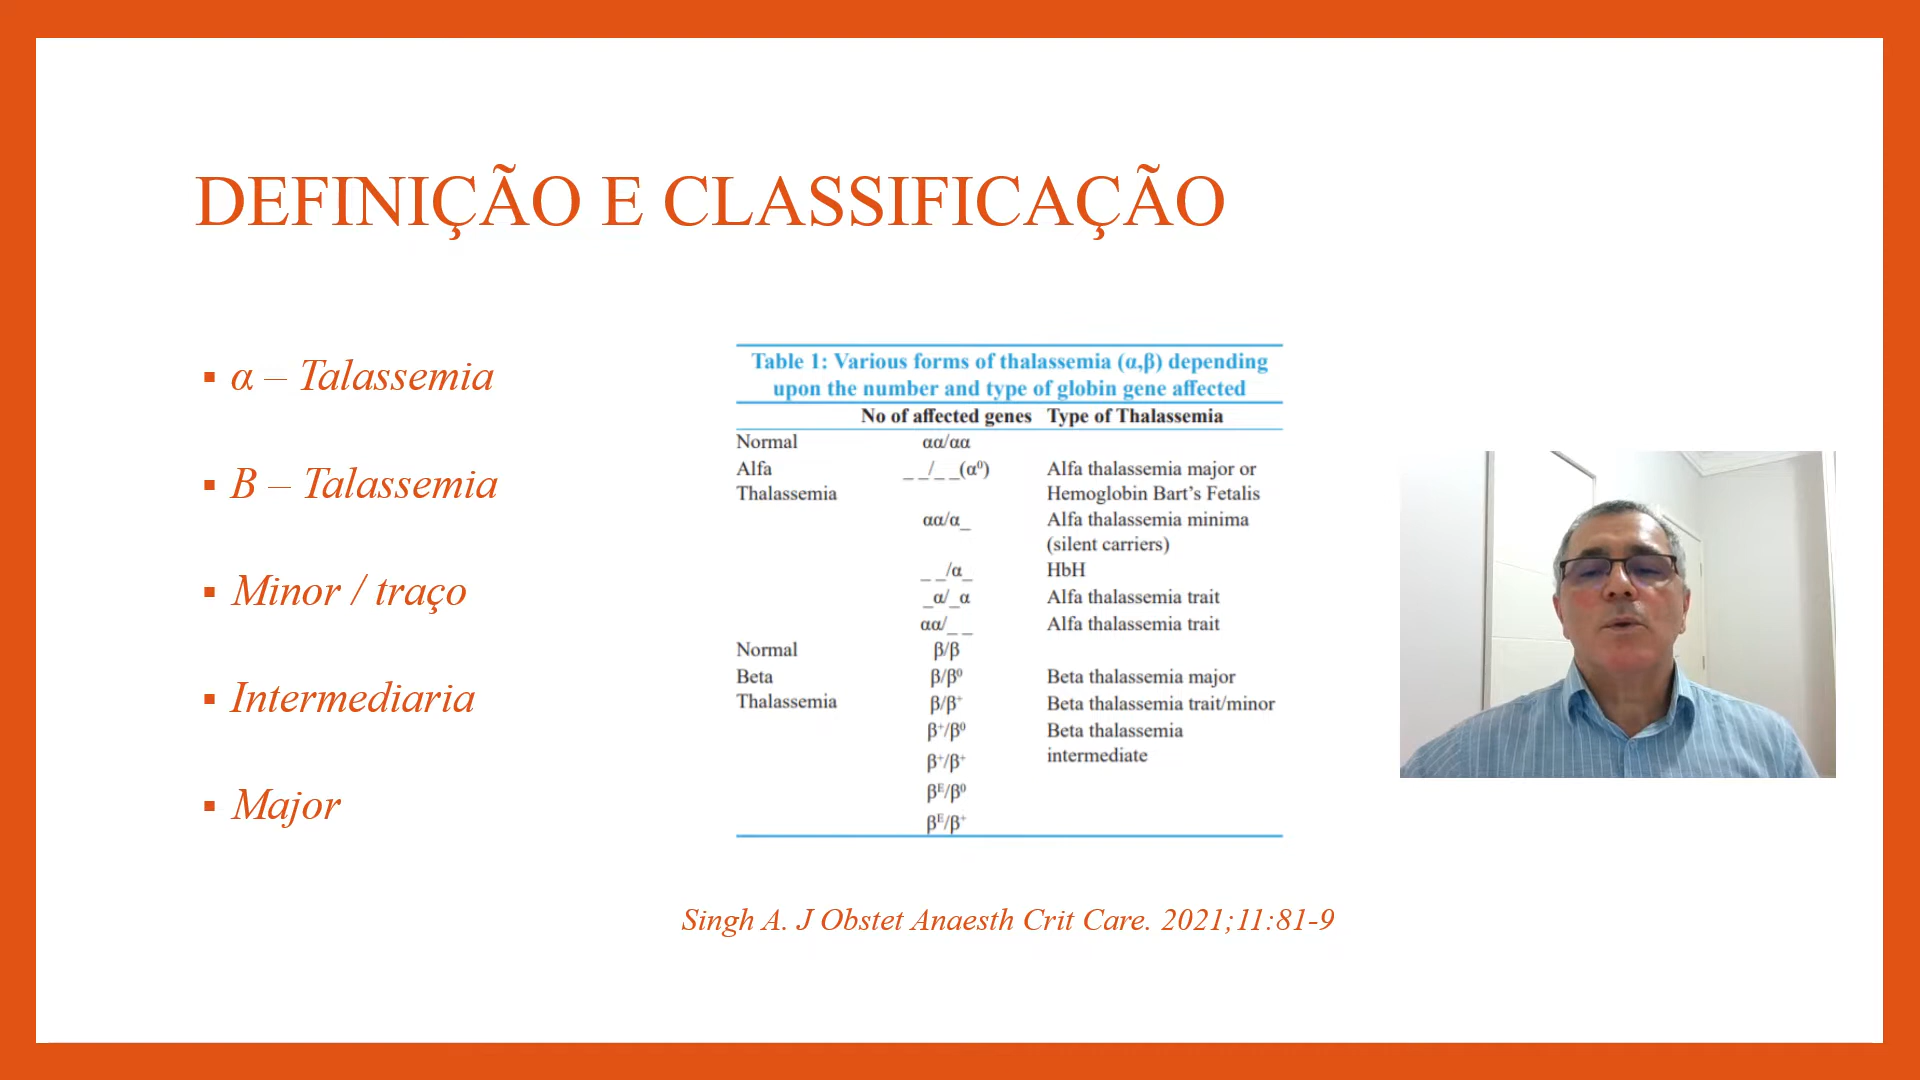 DEFINIÇÃO E CLASSIFICAÇÃO
▪ α – Talassemia
▪ B – Talassemia
▪ Minor / traço
▪ Intermediaria
▪ Major
Table 1: Various forms of thalassemia (α,β) depending
upon the number and type of globin gene affected
No of affected genes Type of Thalassemia
Normal αα/αα
Alfa _ _/_ _(α⁰) Alfa thalassemia major or
Thalassemia Hemoglobin Bart’s Fetalis
αα/α_ Alfa thalassemia minima
(silent carriers)
_ _/α_ HbH
_α/_α Alfa thalassemia trait
αα/_ _ Alfa thalassemia trait
Normal β/β
Beta β/β⁰ Beta thalassemia major
Thalassemia β/β⁺ Beta thalassemia trait/minor
β⁺/β⁰ Beta thalassemia
intermediate
β⁺/β⁺
βᴱ/β⁰
βᴱ/β⁺
Singh A. J Obstet Anaesth Crit Care. 2021;11:81-9